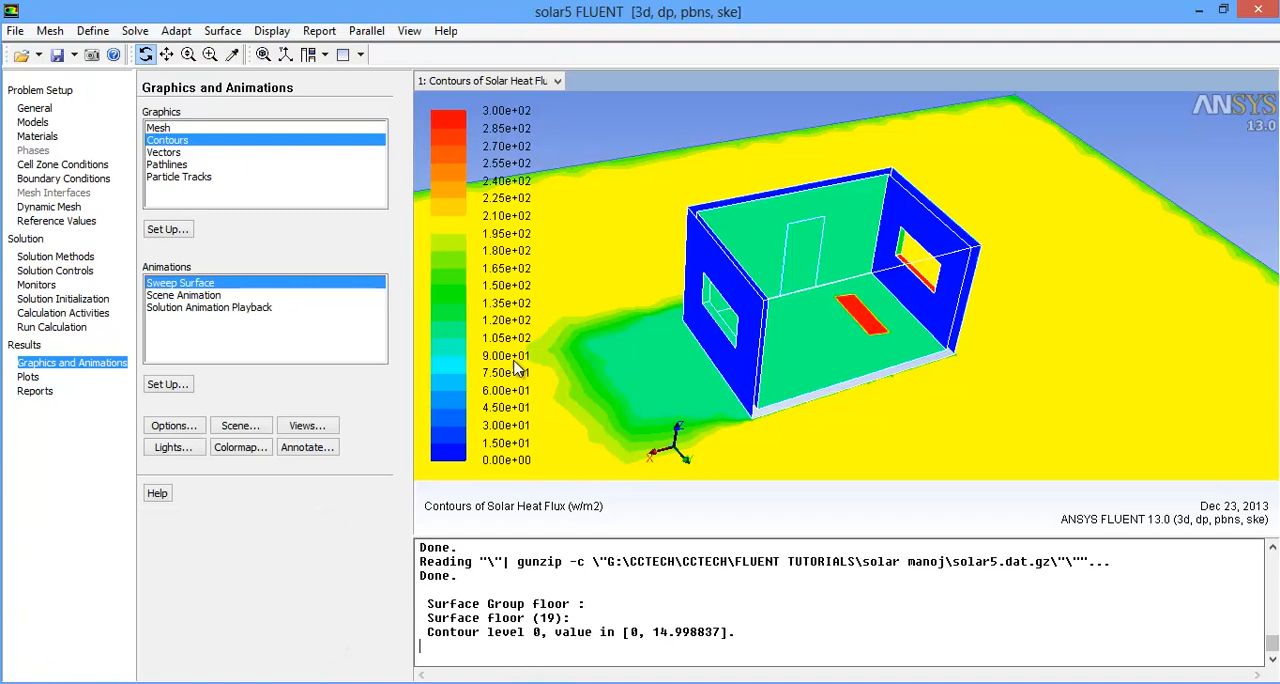 solar5 FLUENT [3d, dp, pbns, ske]
File Mesh Define Solve Adapt Surface Display Report Parallel View Help
Problem Setup
General
Models
Materials
Phases
Cell Zone Conditions
Boundary Conditions
Mesh Interfaces
Dynamic Mesh
Reference Values
Solution
Solution Methods
Solution Controls
Monitors
Solution Initialization
Calculation Activities
Run Calculation
Results
Graphics and Animations
Plots
Reports
Graphics and Animations
Graphics
Mesh
Contours
Vectors
Pathlines
Particle Tracks
Set Up...
Animations
Sweep Surface
Scene Animation
Solution Animation Playback
Set Up...
Options... Scene... Views...
Lights... Colormap... Annotate...
Help
1: Contours of Solar Heat Flu
3.00e+02
2.85e+02
2.70e+02
2.55e+02
2.40e+02
2.25e+02
2.10e+02
1.95e+02
1.80e+02
1.65e+02
1.50e+02
1.35e+02
1.20e+02
1.05e+02
9.00e+01
7.50e+01
6.00e+01
4.50e+01
3.00e+01
1.50e+01
0.00e+00
ANSYS
13.0
Z
X
Y
Contours of Solar Heat Flux (w/m2)
Dec 23, 2013
ANSYS FLUENT 13.0 (3d, dp, pbns, ske)
Done.
Reading "\"| gunzip -c \"G:\CCTECH\CCTECH\FLUENT TUTORIALS\solar manoj\solar5.dat.gz\"\""...
Done.
Surface Group floor :
Surface floor (19):
Contour level 0, value in [0, 14.998837].